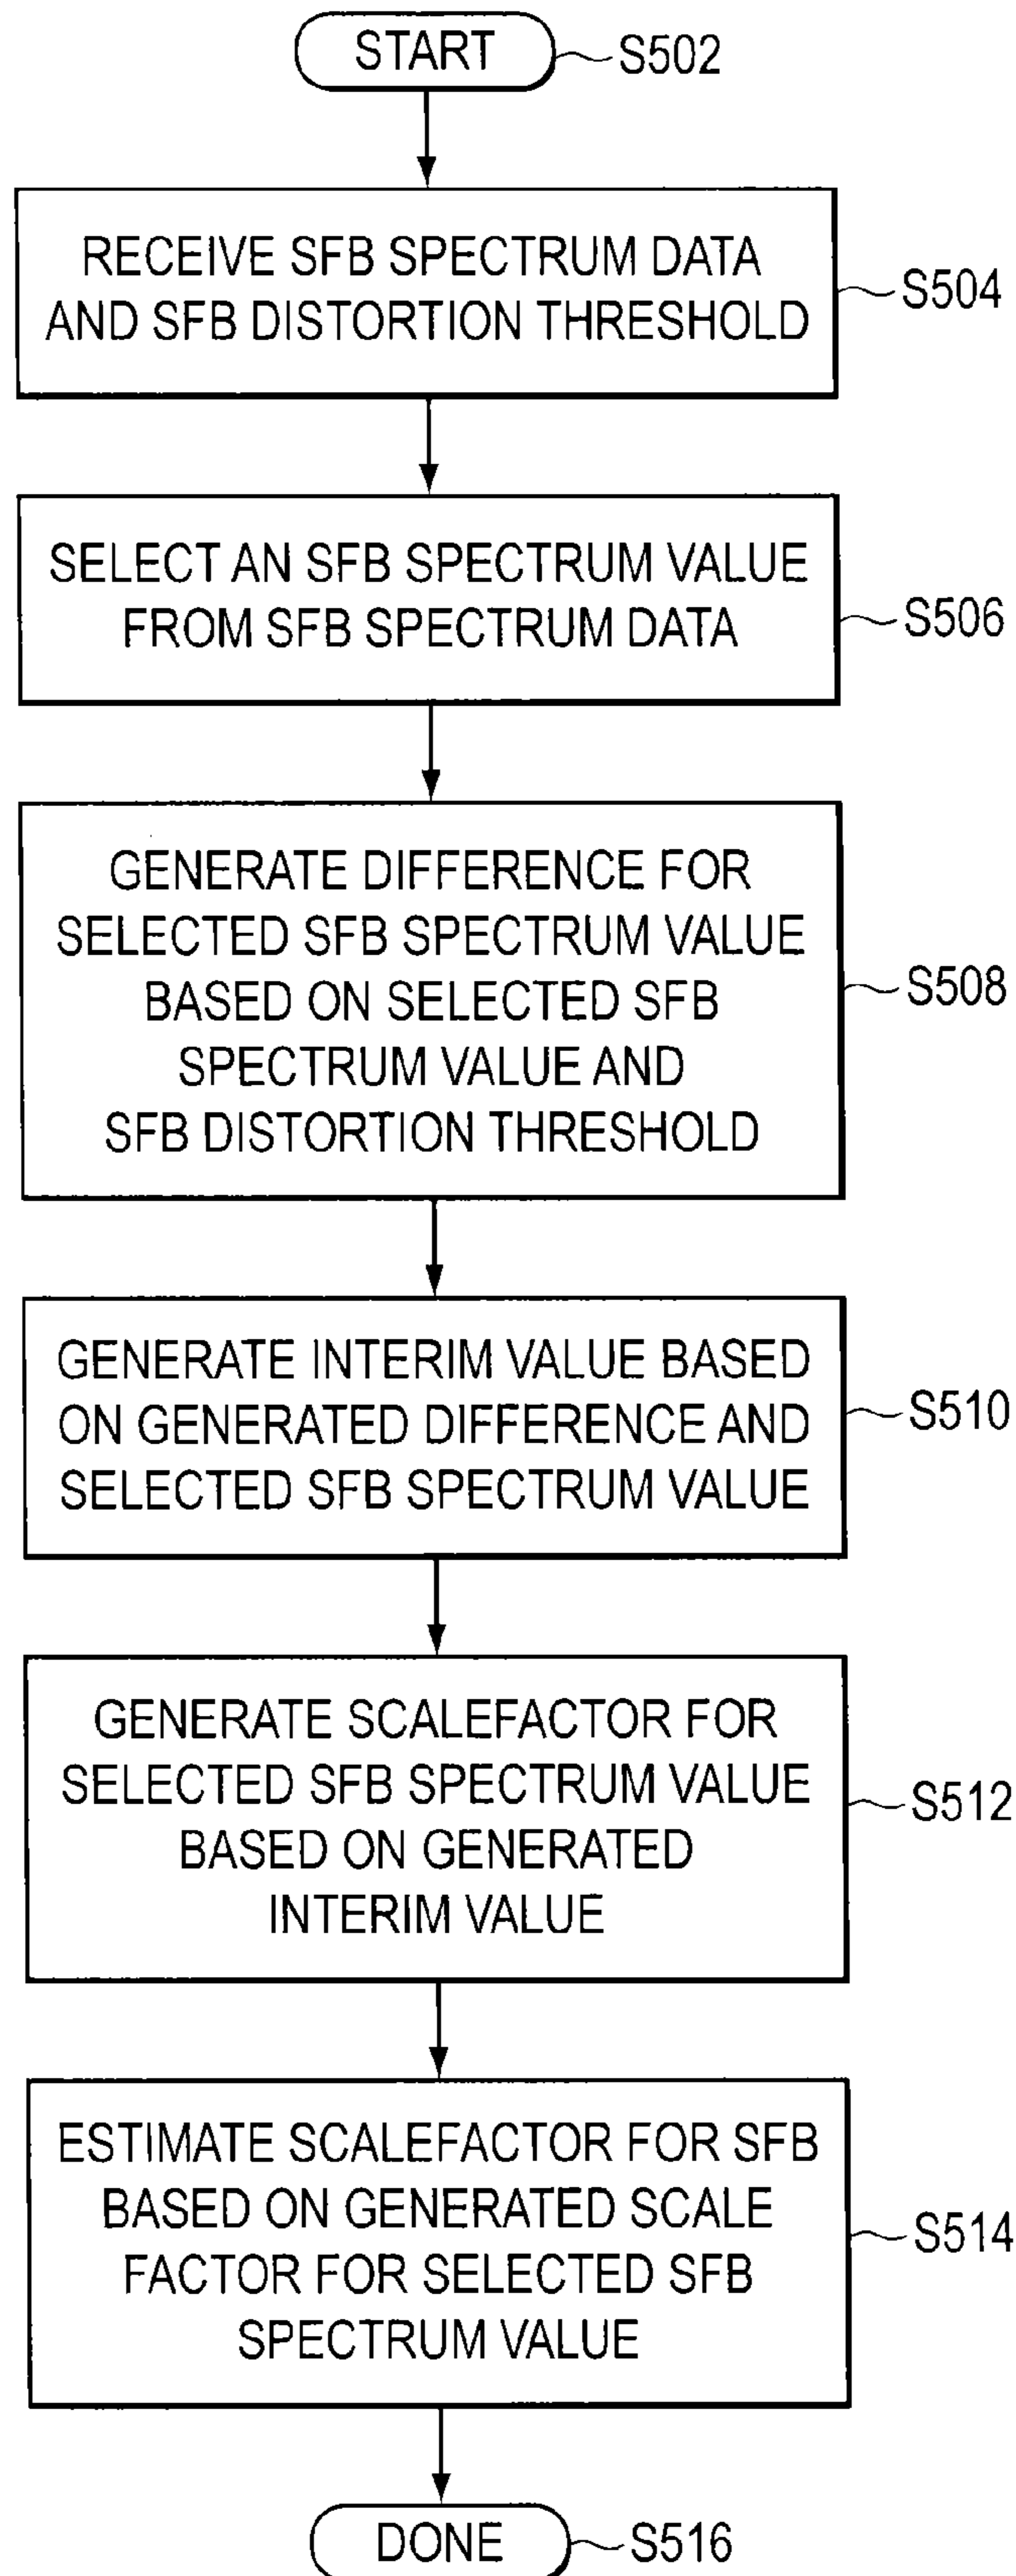 START
S502
RECEIVE SFB SPECTRUM DATA
AND SFB DISTORTION THRESHOLD
S504
SELECT AN SFB SPECTRUM VALUE
FROM SFB SPECTRUM DATA
S506
GENERATE DIFFERENCE FOR
SELECTED SFB SPECTRUM VALUE
BASED ON SELECTED SFB
SPECTRUM VALUE AND
SFB DISTORTION THRESHOLD
S508
GENERATE INTERIM VALUE BASED
ON GENERATED DIFFERENCE AND
SELECTED SFB SPECTRUM VALUE
S510
GENERATE SCALEFACTOR FOR
SELECTED SFB SPECTRUM VALUE
BASED ON GENERATED
INTERIM VALUE
S512
ESTIMATE SCALEFACTOR FOR SFB
BASED ON GENERATED SCALE
FACTOR FOR SELECTED SFB
SPECTRUM VALUE
S514
DONE
S516